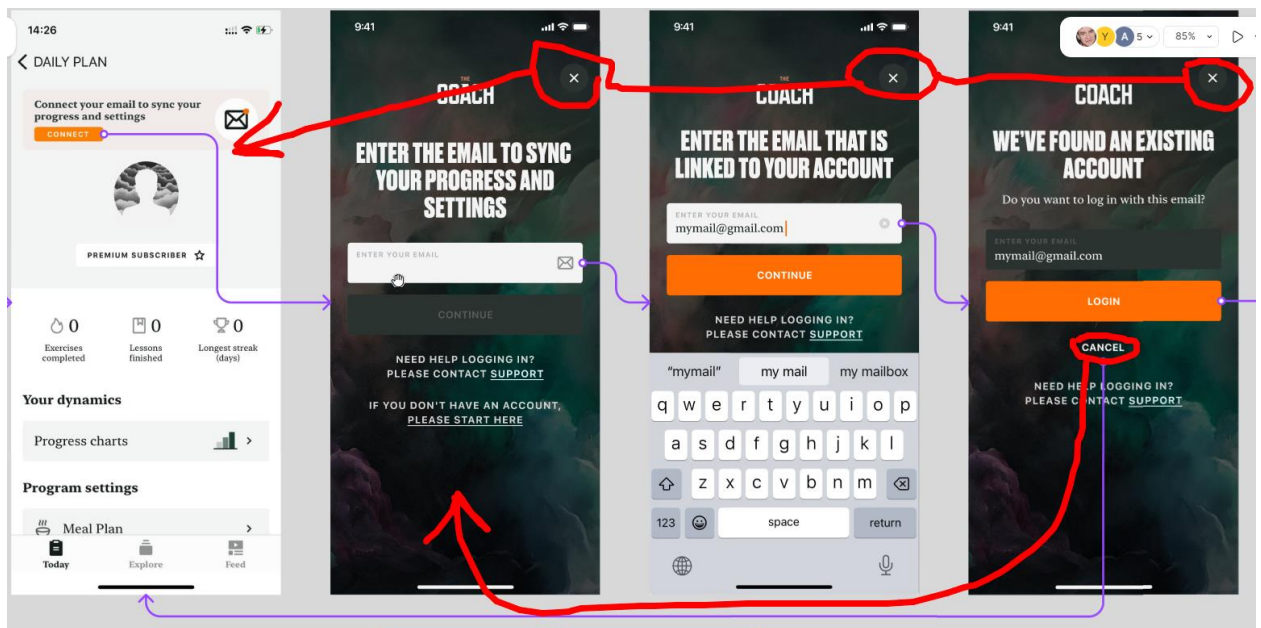 14:26
DAILY PLAN
Connect your email to sync your
progress and settings
CONNECT
PREMIUM SUBSCRIBER
0
0
0
Exercises
completed
Lessons
finished
Longest streak
(days)
Your dynamics
Progress charts
Program settings
Meal Plan
Today
Explore
Feed
9:41
THE
COACH
ENTER THE EMAIL TO SYNC
YOUR PROGRESS AND
SETTINGS
ENTER YOUR EMAIL
CONTINUE
NEED HELP LOGGING IN?
PLEASE CONTACT SUPPORT
IF YOU DON'T HAVE AN ACCOUNT,
PLEASE START HERE
9:41
THE
COACH
ENTER THE EMAIL THAT IS
LINKED TO YOUR ACCOUNT
ENTER YOUR EMAIL
mymail@gmail.com
CONTINUE
NEED HELP LOGGING IN?
PLEASE CONTACT SUPPORT
"mymail"
my mail
my mailbox
q w e r t y u i o p
a s d f g h j k l
z x c v b n m
123
space
return
9:41
Y
A
5
85%
COACH
WE'VE FOUND AN EXISTING
ACCOUNT
Do you want to log in with this email?
ENTER YOUR EMAIL
mymail@gmail.com
LOGIN
CANCEL
NEED HELP LOGGING IN?
PLEASE CONTACT SUPPORT